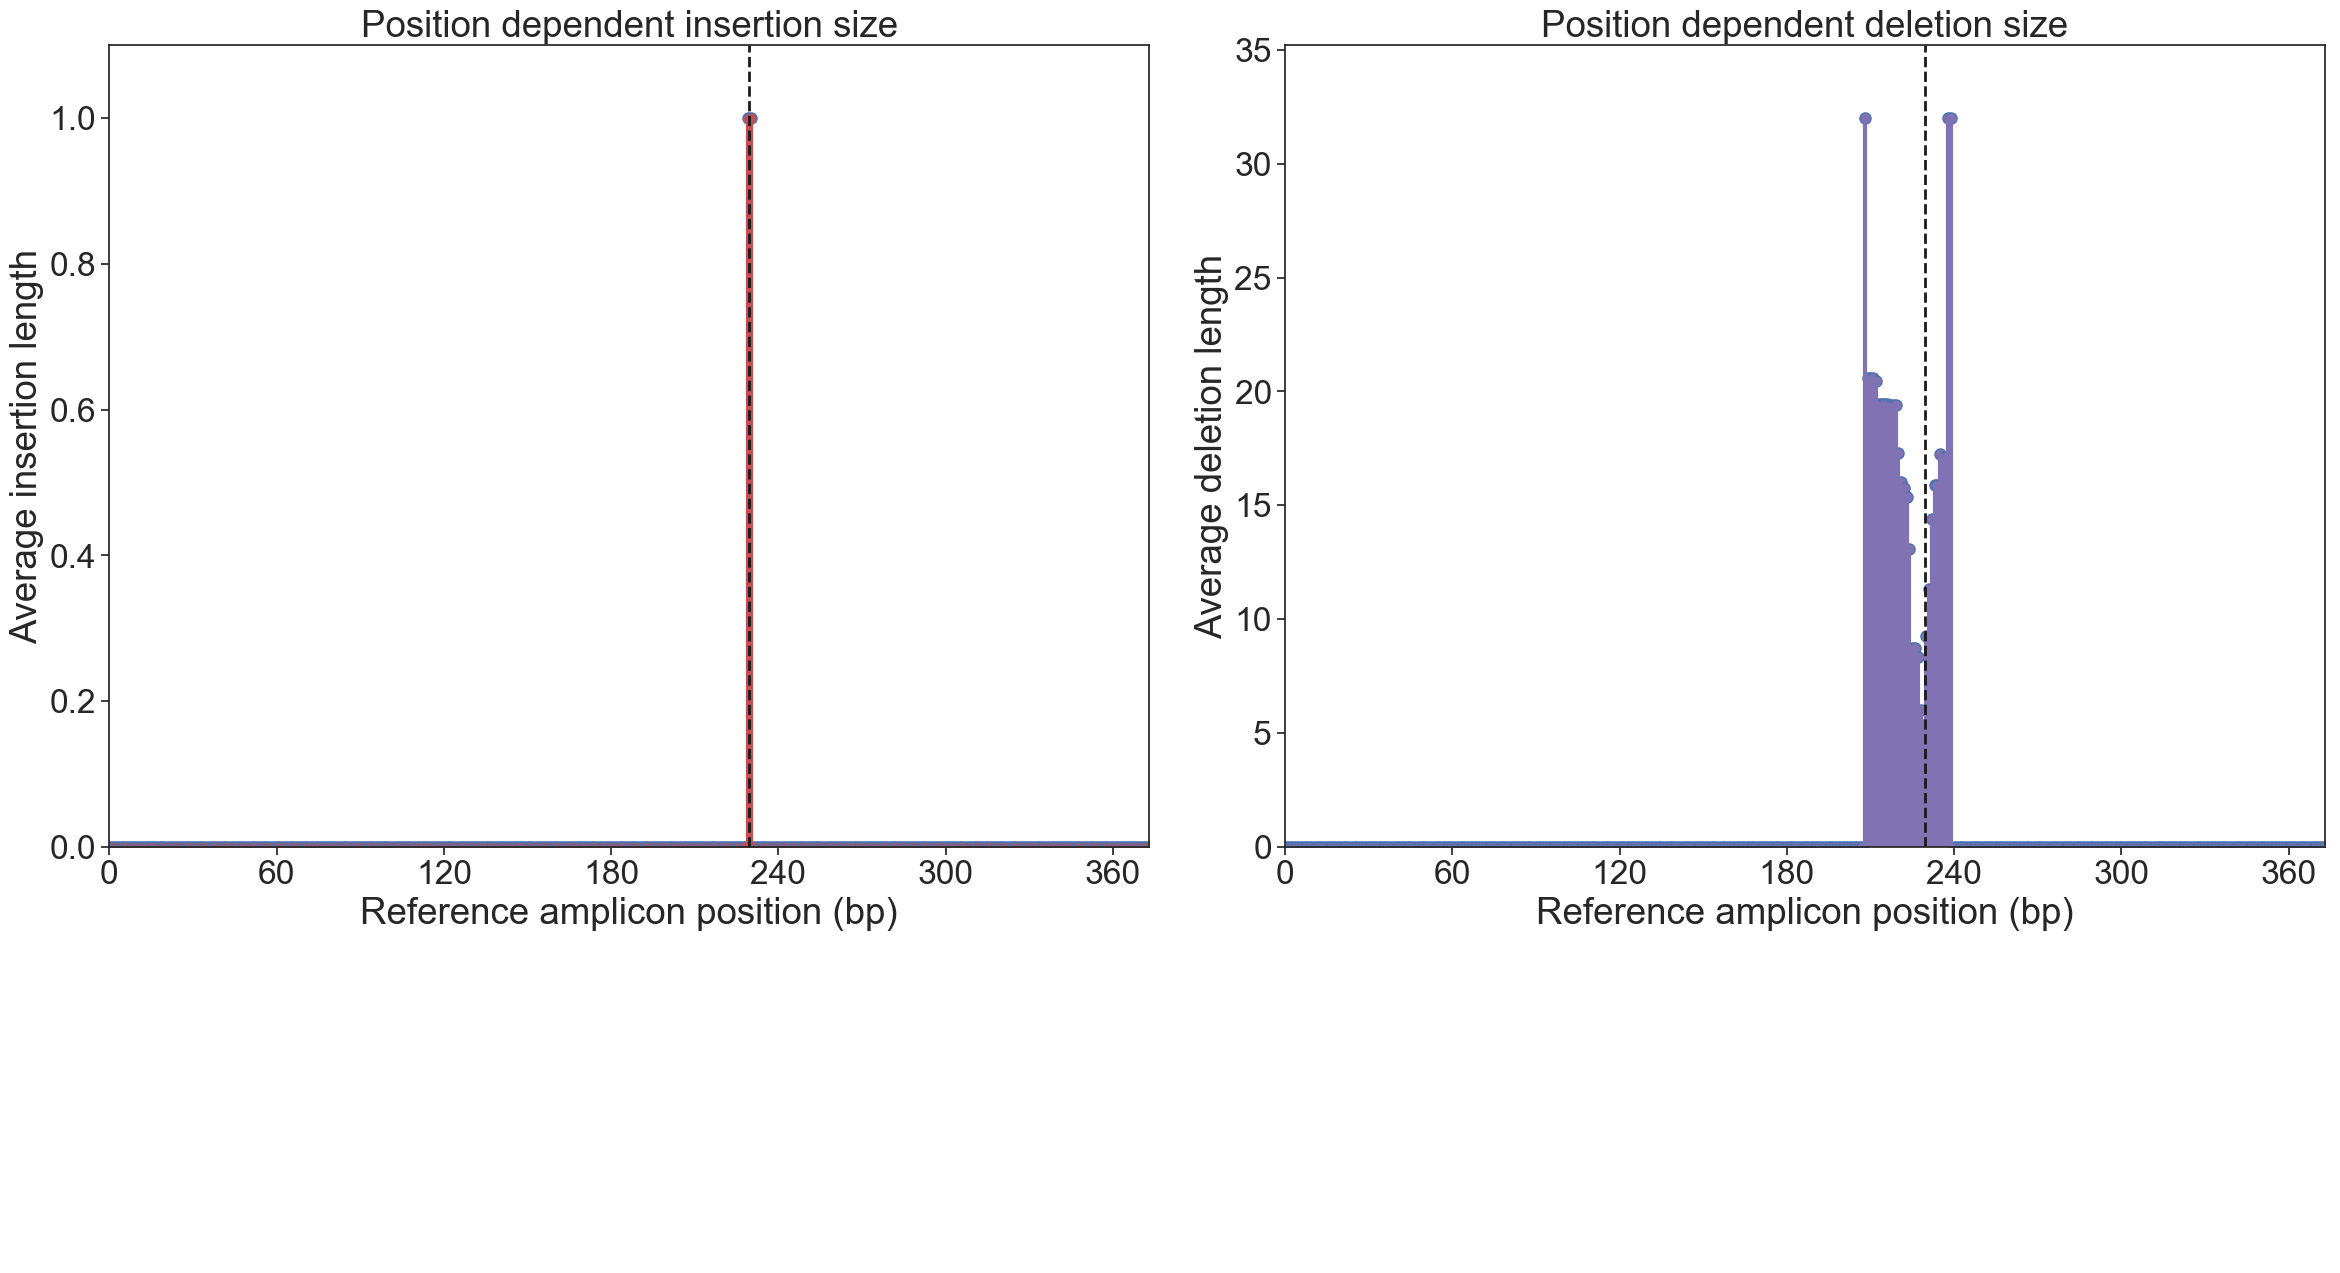 Position dependent insertion size
Average insertion length
1.0
0.8
0.6
0.4
0.2
0.0
0 60 120 180 240 300 360
Reference amplicon position (bp)
Position dependent deletion size
Average deletion length
35
30
25
20
15
10
5
0
0 60 120 180 240 300 360
Reference amplicon position (bp)